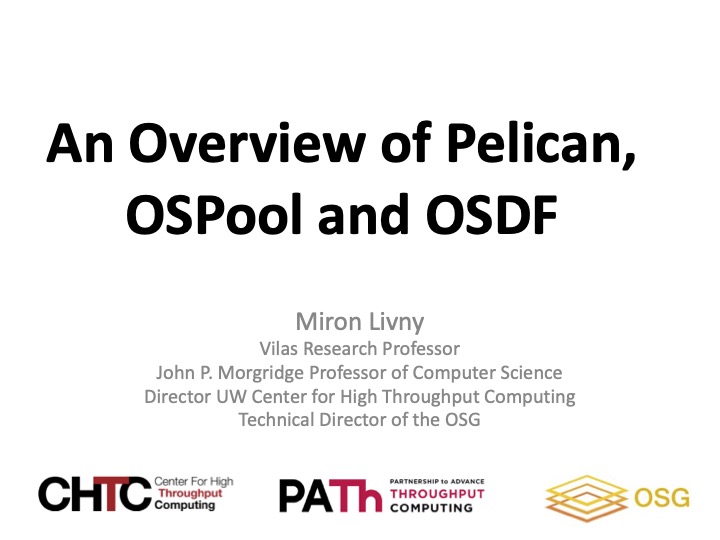 An Overview of Pelican,
OSPool and OSDF
Miron Livny
Vilas Research Professor
John P. Morgridge Professor of Computer Science
Director UW Center for High Throughput Computing
Technical Director of the OSG
CHTC
Center For High
Throughput
Computing
PATh
PARTNERSHIP to ADVANCE
THROUGHPUT
COMPUTING
OSG